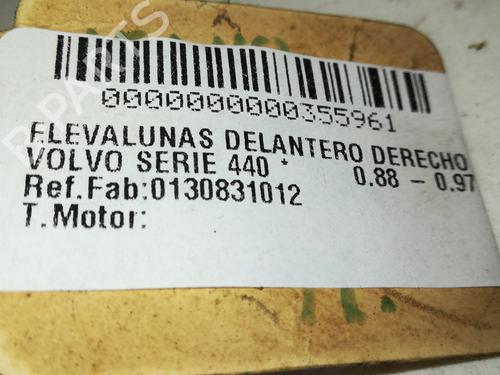 0000000000355961
ELEVALUNAS DELANTERO DERECHO
VOLVO SERIE 440 * 0.88 - 0.97
Ref.Fab:0130831012
T.Motor: